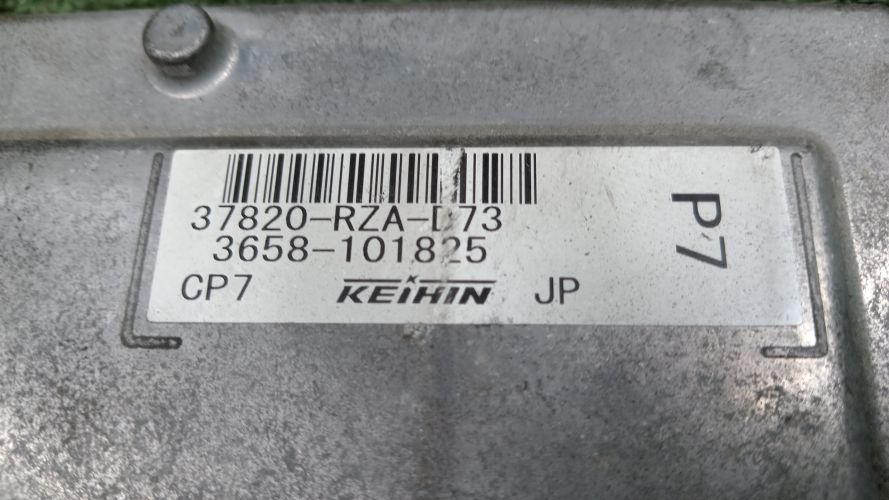 37820-RZA-D73
3658-101825
CP7 KEIHIN JP
P7